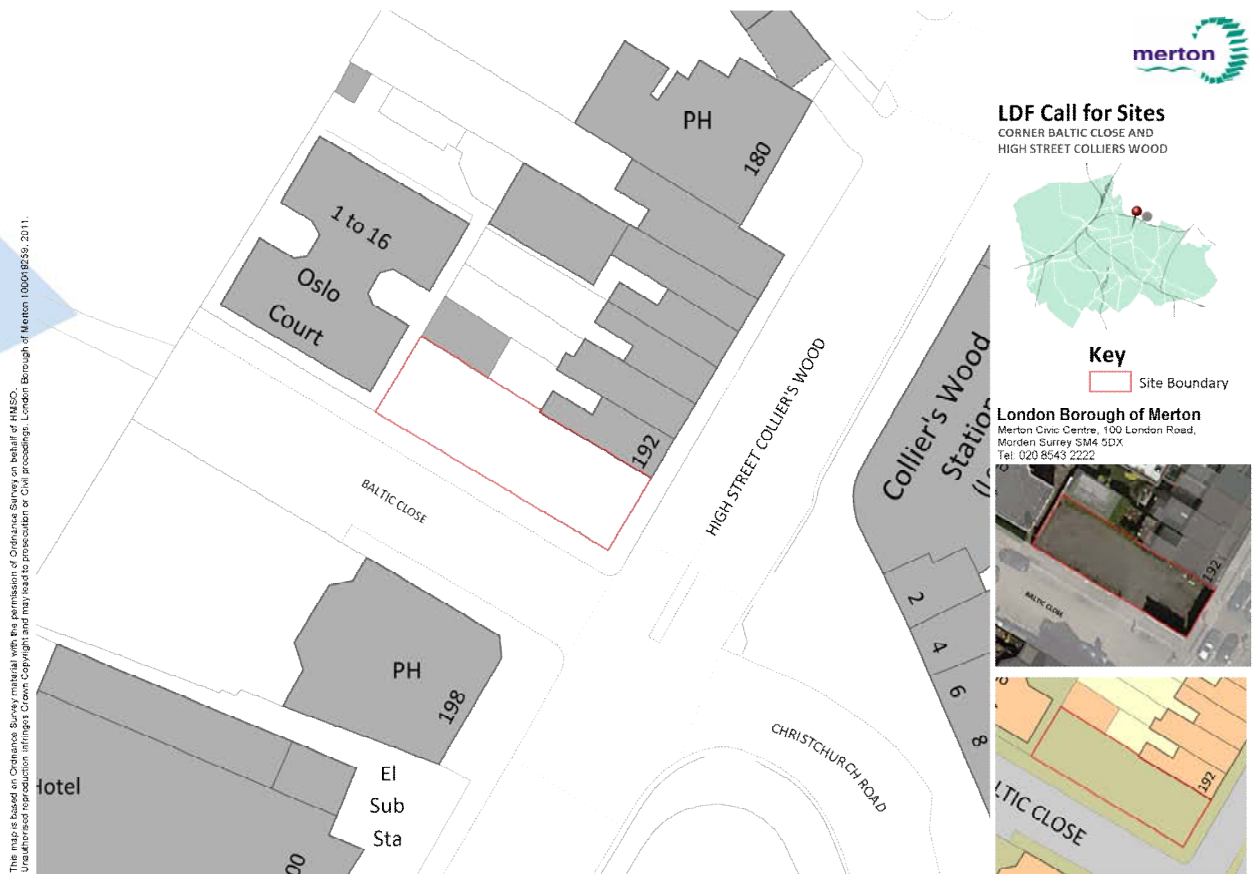 merton
LDF Call for Sites
CORNER BALTIC CLOSE AND
HIGH STREET COLLIERS WOOD
Key
Site Boundary
London Borough of Merton
Merton Civic Centre, 100 London Road,
Morden Surrey SM4 5DX
Tel: 020 8543 2222
PH
180
1 to 16
Oslo
Court
192
HIGH STREET COLLIER'S WOOD
Collier's Wood
Station
BALTIC CLOSE
2
4
6
8
PH
198
CHRISTCHURCH ROAD
El
Sub
Sta
Hotel
00
192
BALTIC CLOSE
192
LTIC CLOSE
This map is based on Ordnance Survey material with the permission of Ordnance Survey on behalf of HMSO.
Unauthorised reproduction infringes Crown Copyright and may lead to prosecution or Civil proceedings. London Borough of Merton 100019259. 2011.